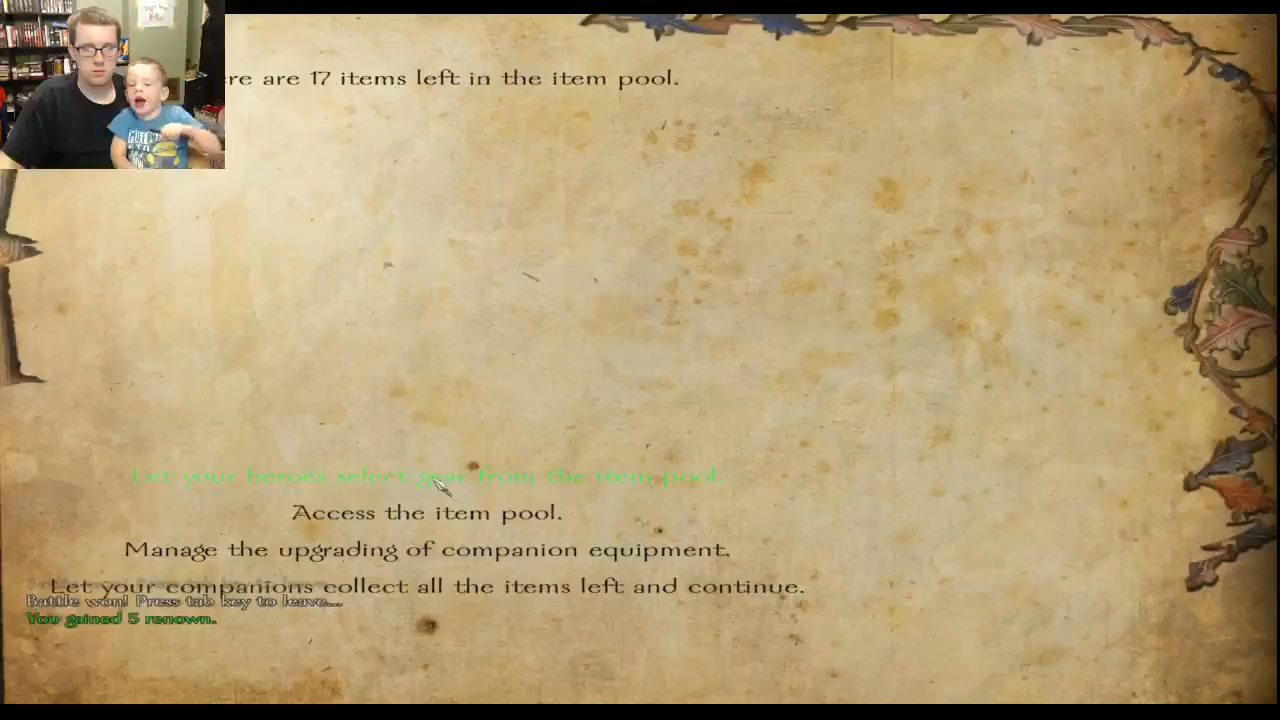 ere are 17 items left in the item pool.
Let your heroes select gear from the item pool.
Access the item pool.
Manage the upgrading of companion equipment.
Let your companions collect all the items left and continue.
Battle won! Press tab key to leave...
You gained 5 renown.